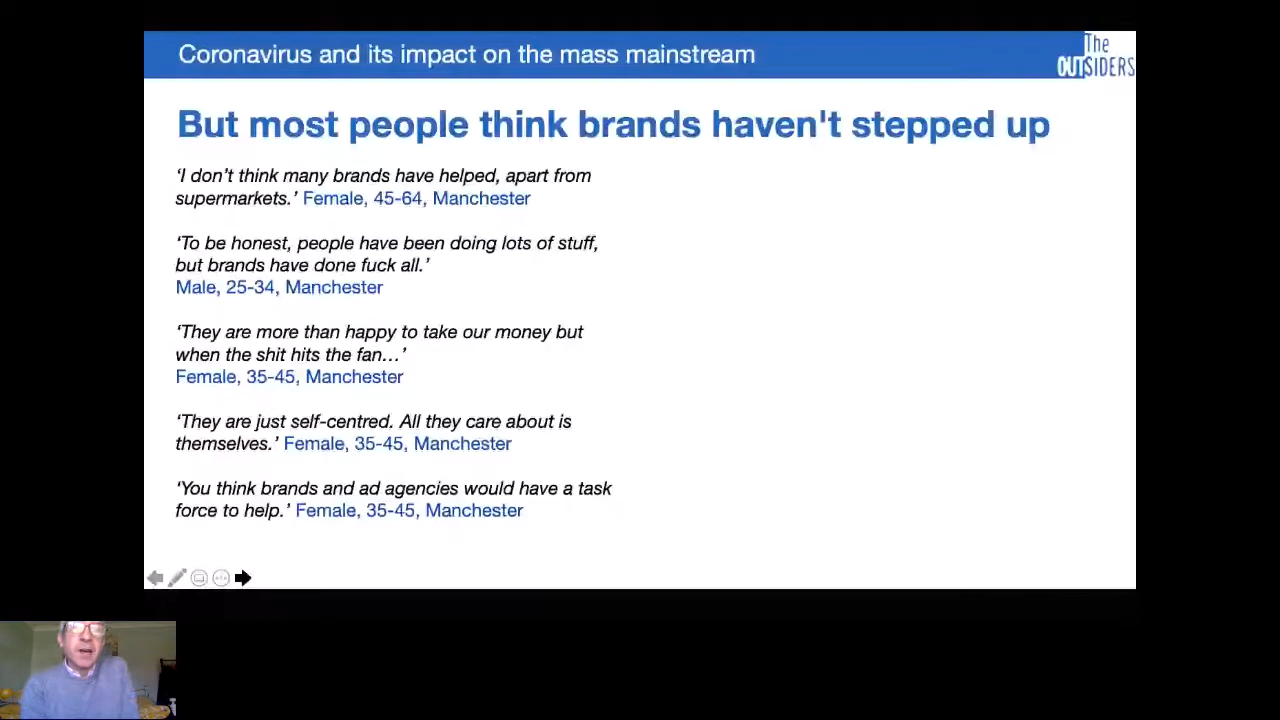 Coronavirus and its impact on the mass mainstream
The
OUTSIDERS
But most people think brands haven't stepped up
‘I don’t think many brands have helped, apart from
supermarkets.’ Female, 45-64, Manchester
‘To be honest, people have been doing lots of stuff,
but brands have done fuck all.’
Male, 25-34, Manchester
‘They are more than happy to take our money but
when the shit hits the fan…’
Female, 35-45, Manchester
‘They are just self-centred. All they care about is
themselves.’ Female, 35-45, Manchester
‘You think brands and ad agencies would have a task
force to help.’ Female, 35-45, Manchester